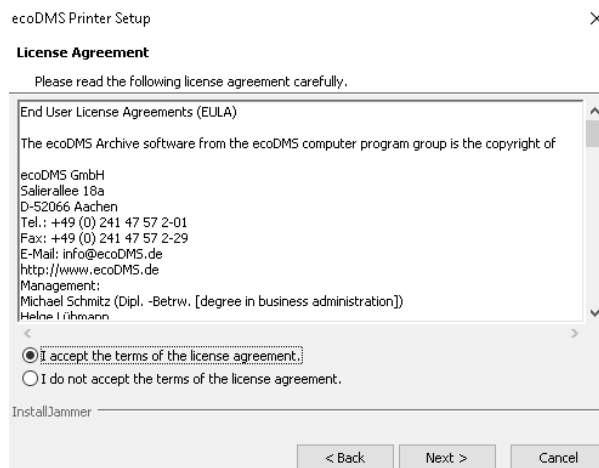 ecoDMS Printer Setup
License Agreement
Please read the following license agreement carefully.
End User License Agreements (EULA)
The ecoDMS Archive software from the ecoDMS computer program group is the copyright of
ecoDMS GmbH
Salierallee 18a
D-52066 Aachen
Tel.: +49 (0) 241 47 57 2-01
Fax: +49 (0) 241 47 57 2-29
E-Mail: info@ecoDMS.de
http://www.ecoDMS.de
Management:
Michael Schmitz (Dipl. -Betrw. [degree in business administration])
Helge Lübmann
I accept the terms of the license agreement.
I do not accept the terms of the license agreement.
InstallJammer
< Back Next > Cancel